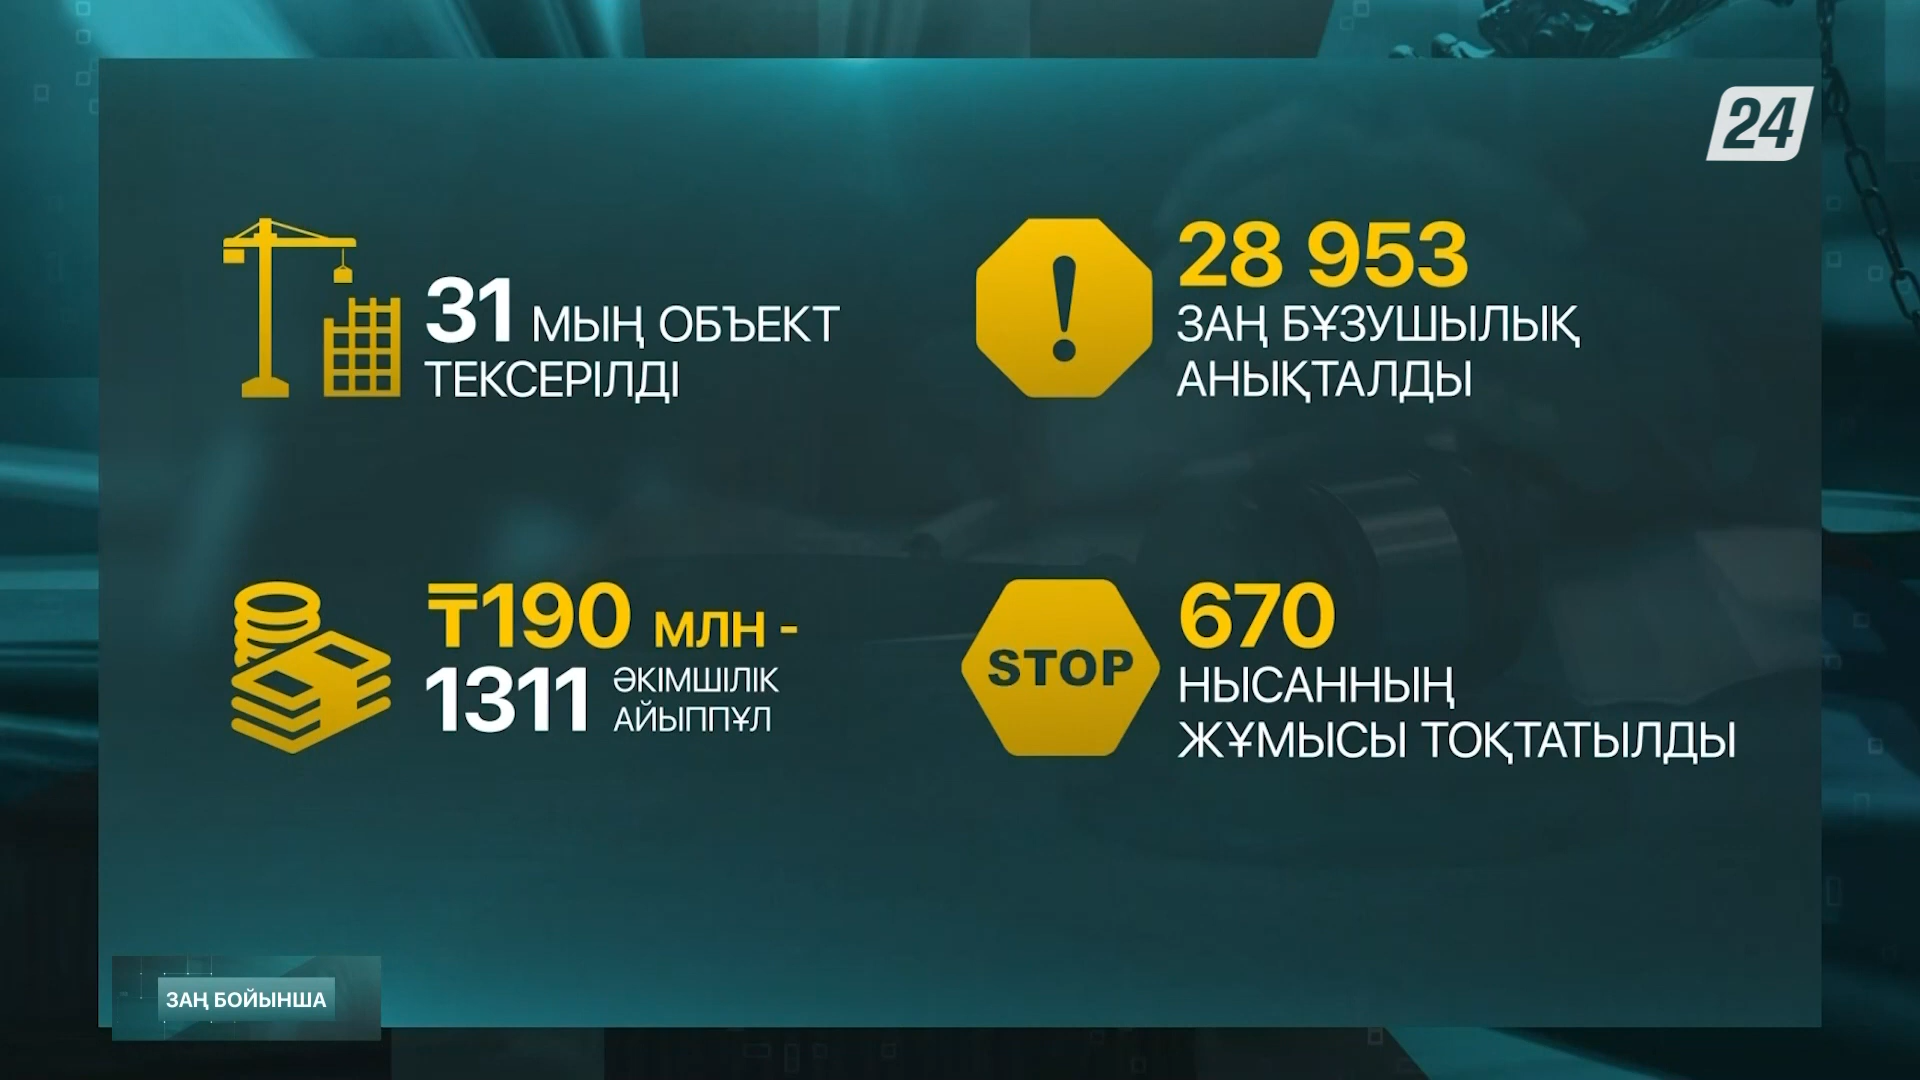 24
31 МЫҢ ОБЪЕКТ
ТЕКСЕРІЛДІ
28 953
ЗАҢ БҰЗУШЫЛЫҚ
АНЫҚТАЛДЫ
₸190 МЛН -
1311 ӘКІМШІЛІК
АЙЫППҰЛ
STOP
670
НЫСАННЫҢ
ЖҰМЫСЫ ТОҚТАТЫЛДЫ
ЗАҢ БОЙЫНША